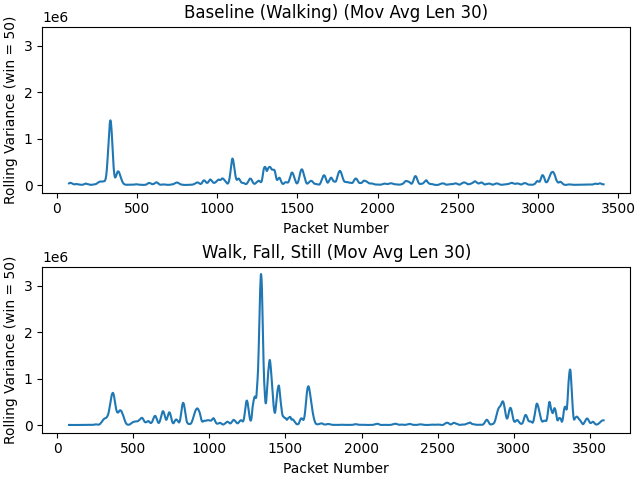 Baseline (Walking) (Mov Avg Len 30)
1e6
Rolling Variance (win = 50)
3
2
1
0
0 500 1000 1500 2000 2500 3000 3500
Packet Number
Walk, Fall, Still (Mov Avg Len 30)
1e6
Rolling Variance (win = 50)
3
2
1
0
0 500 1000 1500 2000 2500 3000 3500
Packet Number